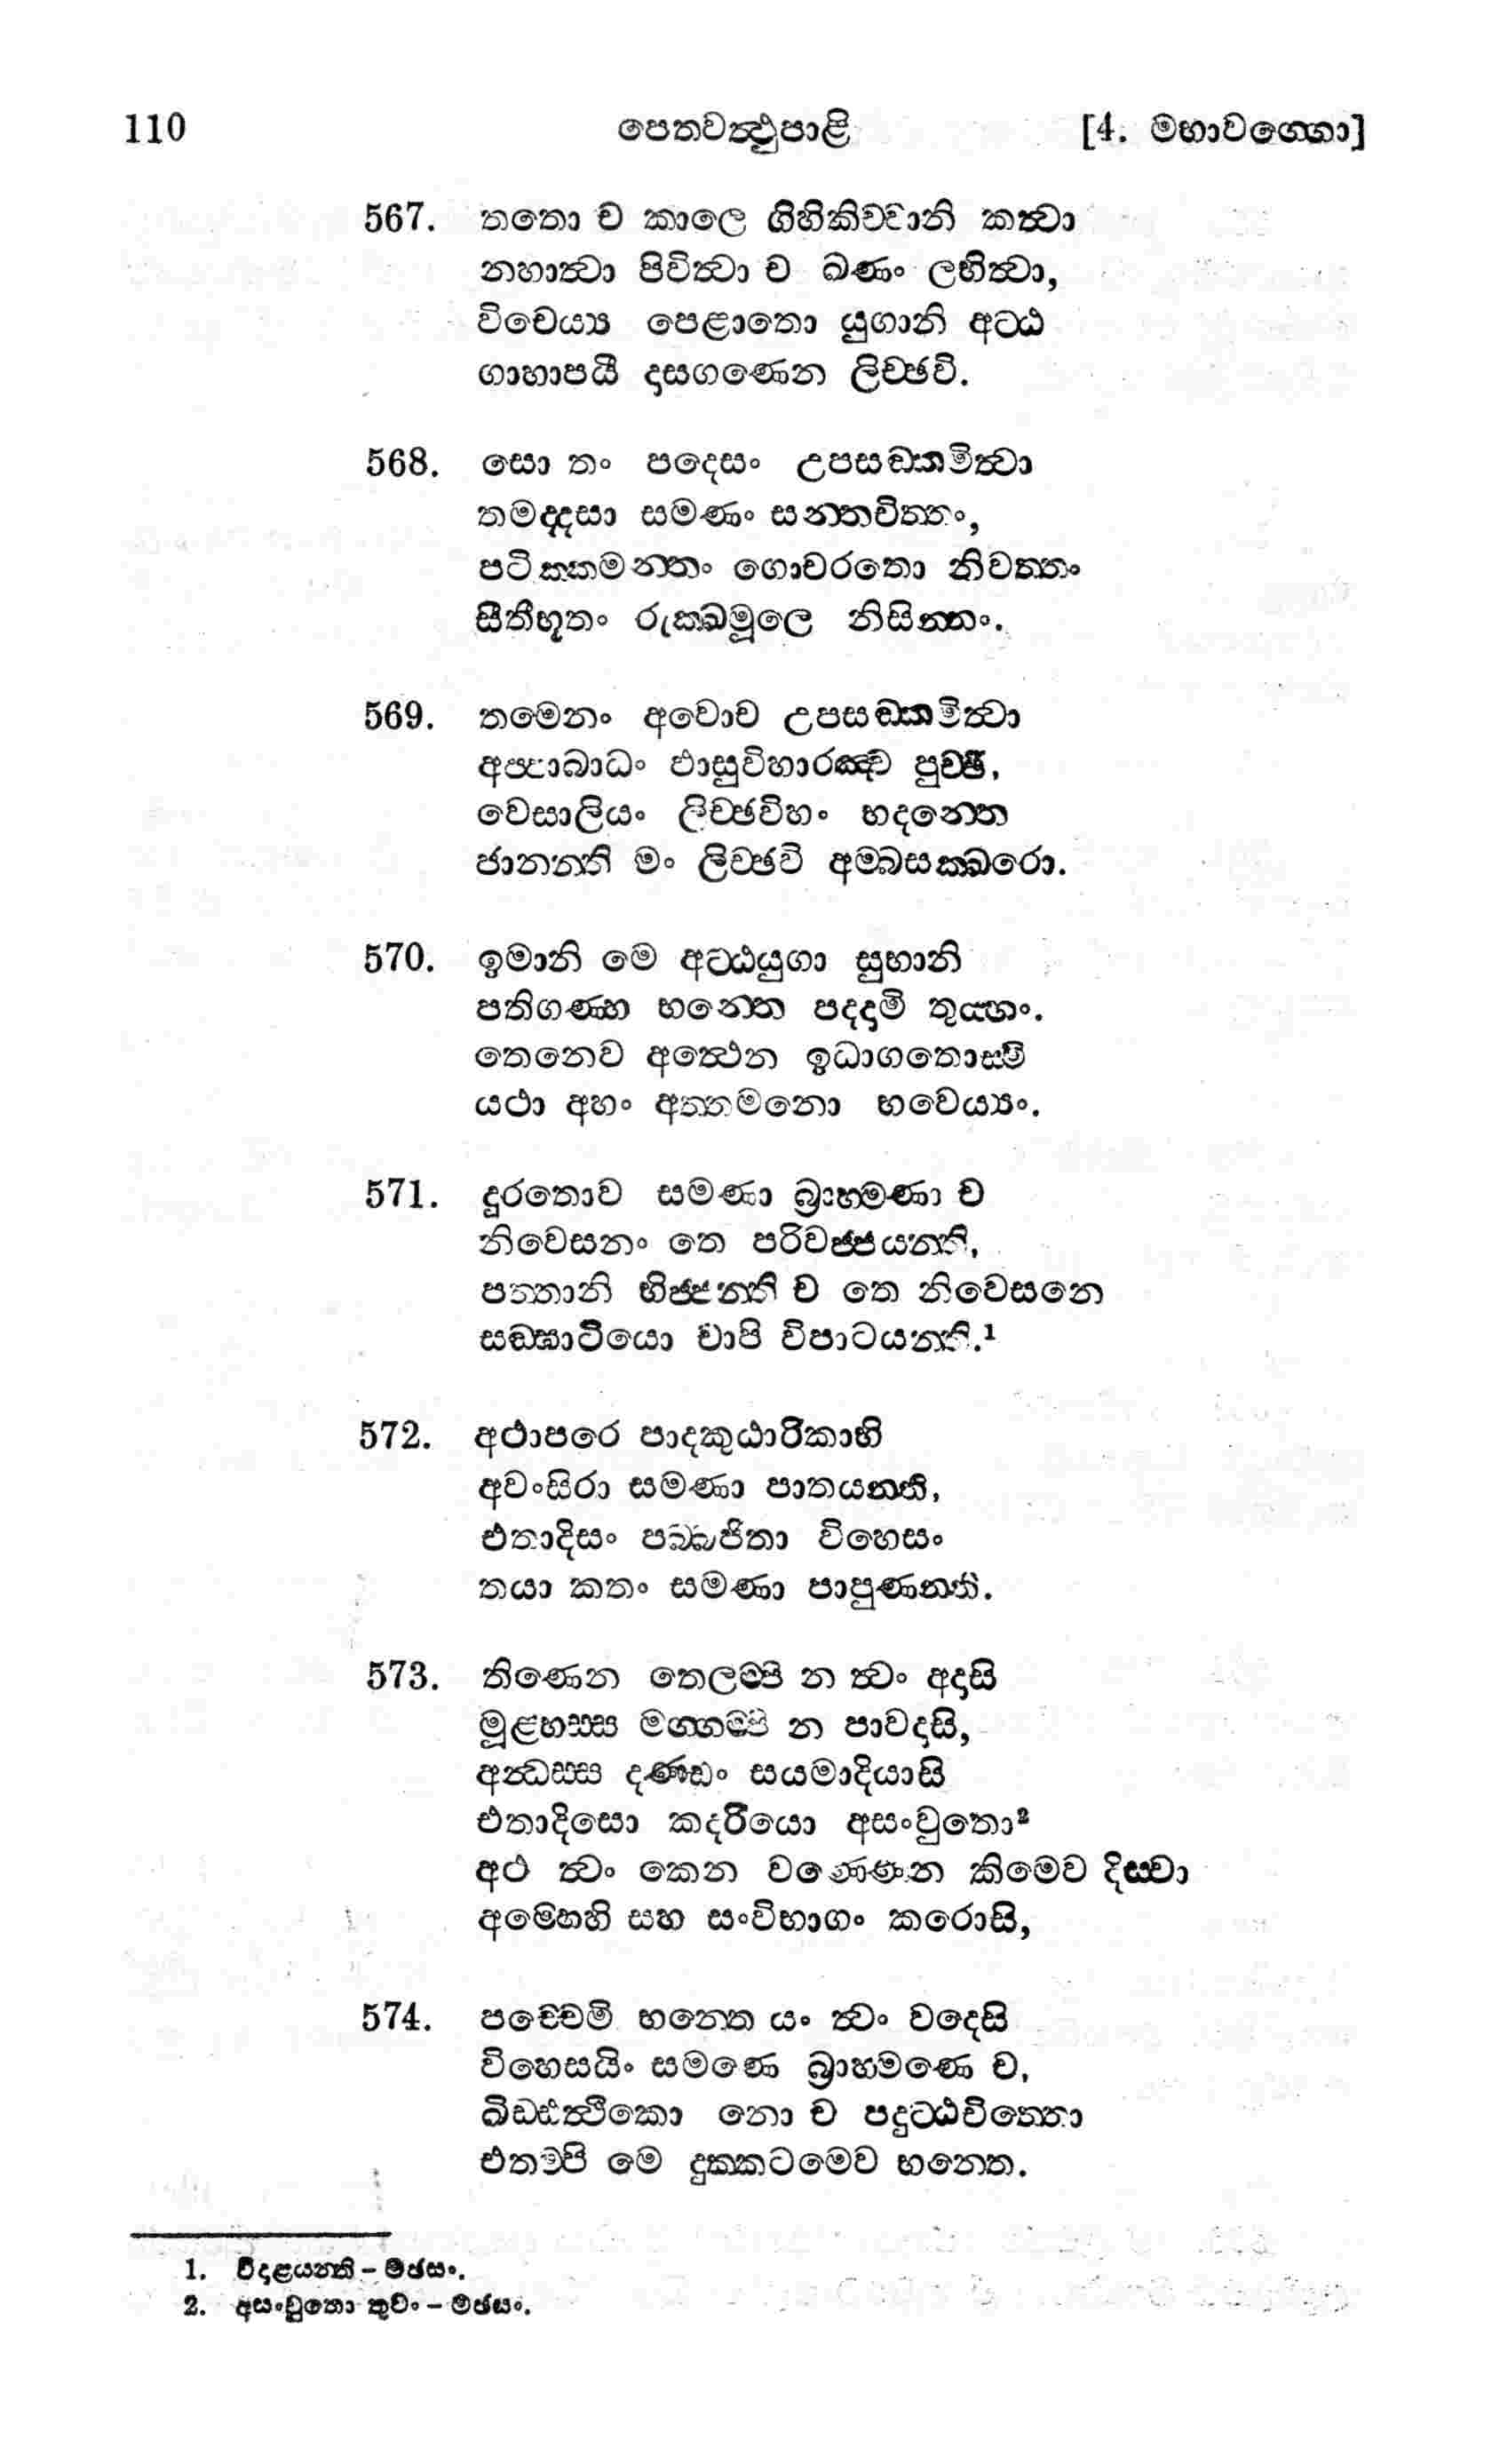 110 පෙතවත්ථුපාළි [4. මහාවග්ගො]
567. තතො ච කාලෙ ගිහිකිච්චානි කත්වා
නහාත්වා පිවිත්වා ච ඛණං ලභිත්වා,
විචෙය්‍ය පෙළාතො යුගානි අට්ඨ
ගාහාපයී දාසගණෙන ලිච්ඡවි.
568. සො තං පදෙසං උපසඞ්කමිත්වා
තමද්දසා සමණං සන්තචිත්තං,
පටික්කමන්තං ගොචරතො නිවත්තං
සීතීභූතං රුක්ඛමූලෙ නිසින්නං.
569. තමෙනං අවොච උපසඞ්කමිත්වා
අප්පාබාධං ඵාසුවිහාරඤ්ච පුච්ඡි,
වෙසාලියං ලිච්ඡවිහං භදන්තෙ
ජානන්ති මං ලිච්ඡවි අම්බසක්ඛරො.
570. ඉමානි මෙ අට්ඨයුගා සුභානි
පතිගණ්හ භන්තෙ පදදාමි තුය්හං.
තෙනෙව අත්ථෙන ඉධාගතොස්මි
යථා අහං අත්තමනො භවෙය්‍යං.
571. දූරතොව සමණා බ්‍රාහ්මණා ච
නිවෙසනං තෙ පරිවජ්ජයන්ති,
පත්තානි භිජ්ජන්ති ච තෙ නිවෙසනෙ
සඞ්ඝාටියො චාපි විපාටයන්ති.¹
572. අථාපරෙ පාදකුඨාරිකාභි
අවංසිරා සමණා පාතයන්ති,
එතාදිසං පබ්බජිතා විහෙසං
තයා කතං සමණා පාපුණන්ති.
573. තිණෙන තෙලම්පි න ත්වං අදාසි
මූළ්හස්ස මග්ගම්පි න පාවදාසි,
අන්ධස්ස දණ්ඩං සයමාදියාසි
එතාදිසො කදරියො අසංවුතො²
අථ ත්වං කෙන වණ්ණෙන කිමෙව දිස්වා
අම්හෙහි සහ සංවිභාගං කරොසි,
574. පච්චෙමි භන්තෙ යං ත්වං වදෙසි
විහෙසයිං සමණෙ බ්‍රාහ්මණෙ ච,
ඛිඩ්ඩත්ථිකො නො ච පදුට්ඨචිත්තො
එතම්පි මෙ දුක්කටමෙව භන්තෙ.
1. විදාළයන්ති - මඡසං.
2. අසංවුතො තුවං - මඡසං.